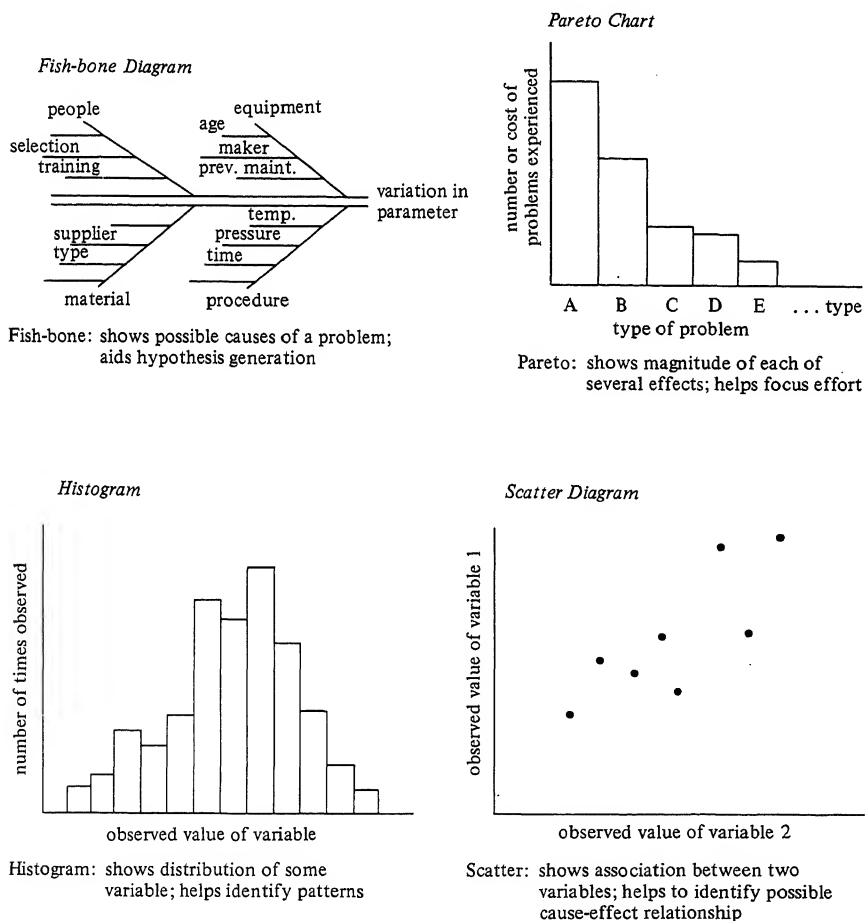 Fish-bone Diagram
people
equipment
age
selection
maker
training
prev. maint.
variation in
parameter
temp.
supplier
pressure
type
time
material
procedure
Fish-bone: shows possible causes of a problem;
aids hypothesis generation
Pareto Chart
number or cost of
problems experienced
A B C D E ... type
type of problem
Pareto: shows magnitude of each of
several effects; helps focus effort
Histogram
number of times observed
observed value of variable
Histogram: shows distribution of some
variable; helps identify patterns
Scatter Diagram
observed value of variable 1
observed value of variable 2
Scatter: shows association between two
variables; helps to identify possible
cause-effect relationship